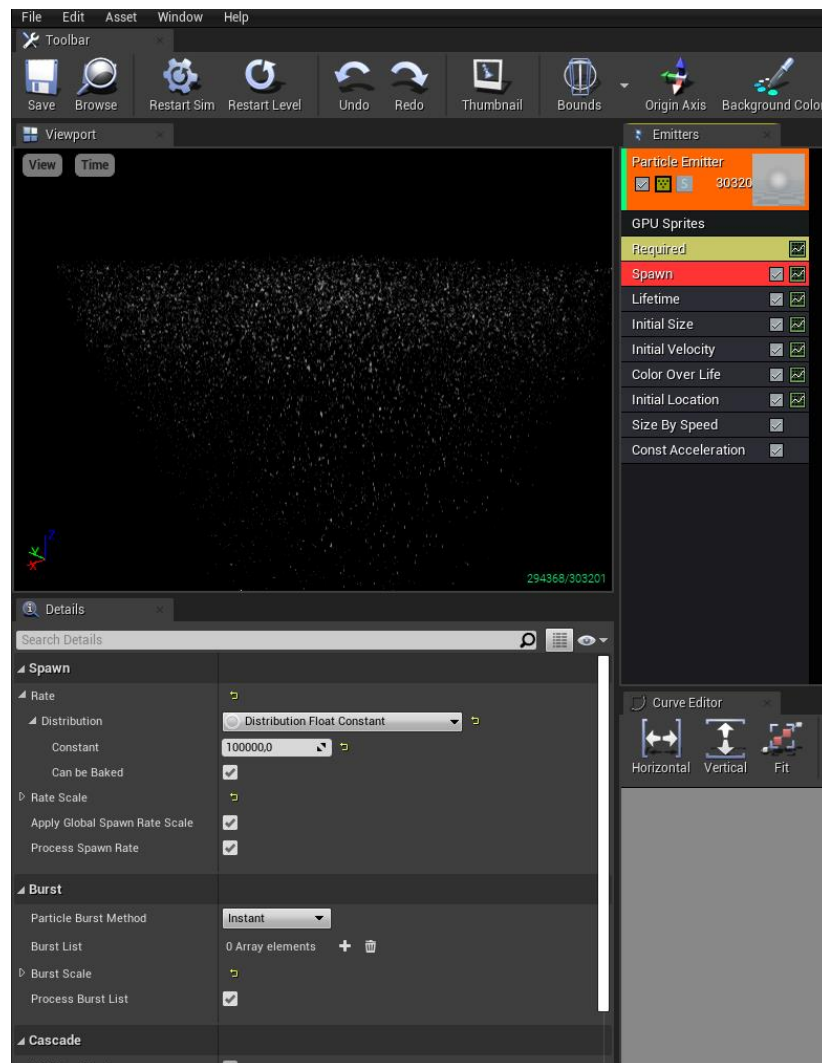 File Edit Asset Window Help
Toolbar
Save Browse Restart Sim Restart Level Undo Redo Thumbnail Bounds Origin Axis Background Color
Viewport
View Time
Z
Y
X
294368/303201
Emitters
Particle Emitter
S 30320
GPU Sprites
Required
Spawn
Lifetime
Initial Size
Initial Velocity
Color Over Life
Initial Location
Size By Speed
Const Acceleration
Details
Search Details
Spawn
Rate
Distribution Distribution Float Constant
Constant 100000,0
Can be Baked
Rate Scale
Apply Global Spawn Rate Scale
Process Spawn Rate
Burst
Particle Burst Method Instant
Burst List 0 Array elements
Burst Scale
Process Burst List
Cascade
Curve Editor
Horizontal Vertical Fit